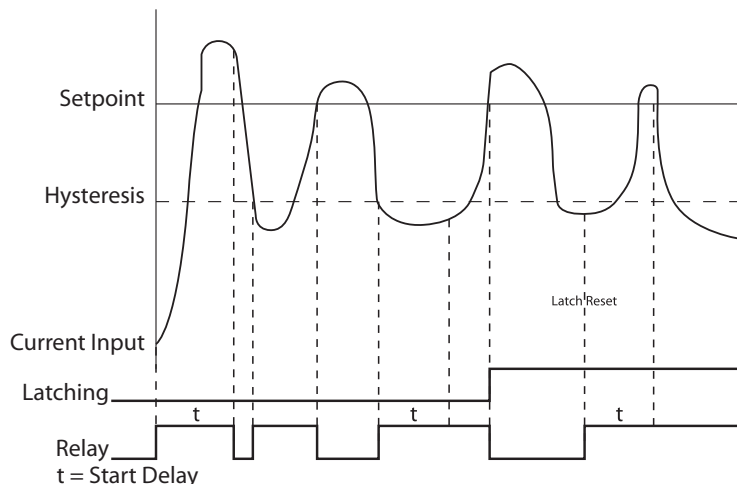 Setpoint
Hysteresis
Latch Reset
Current Input
Latching
t
t
t
Relay
t = Start Delay